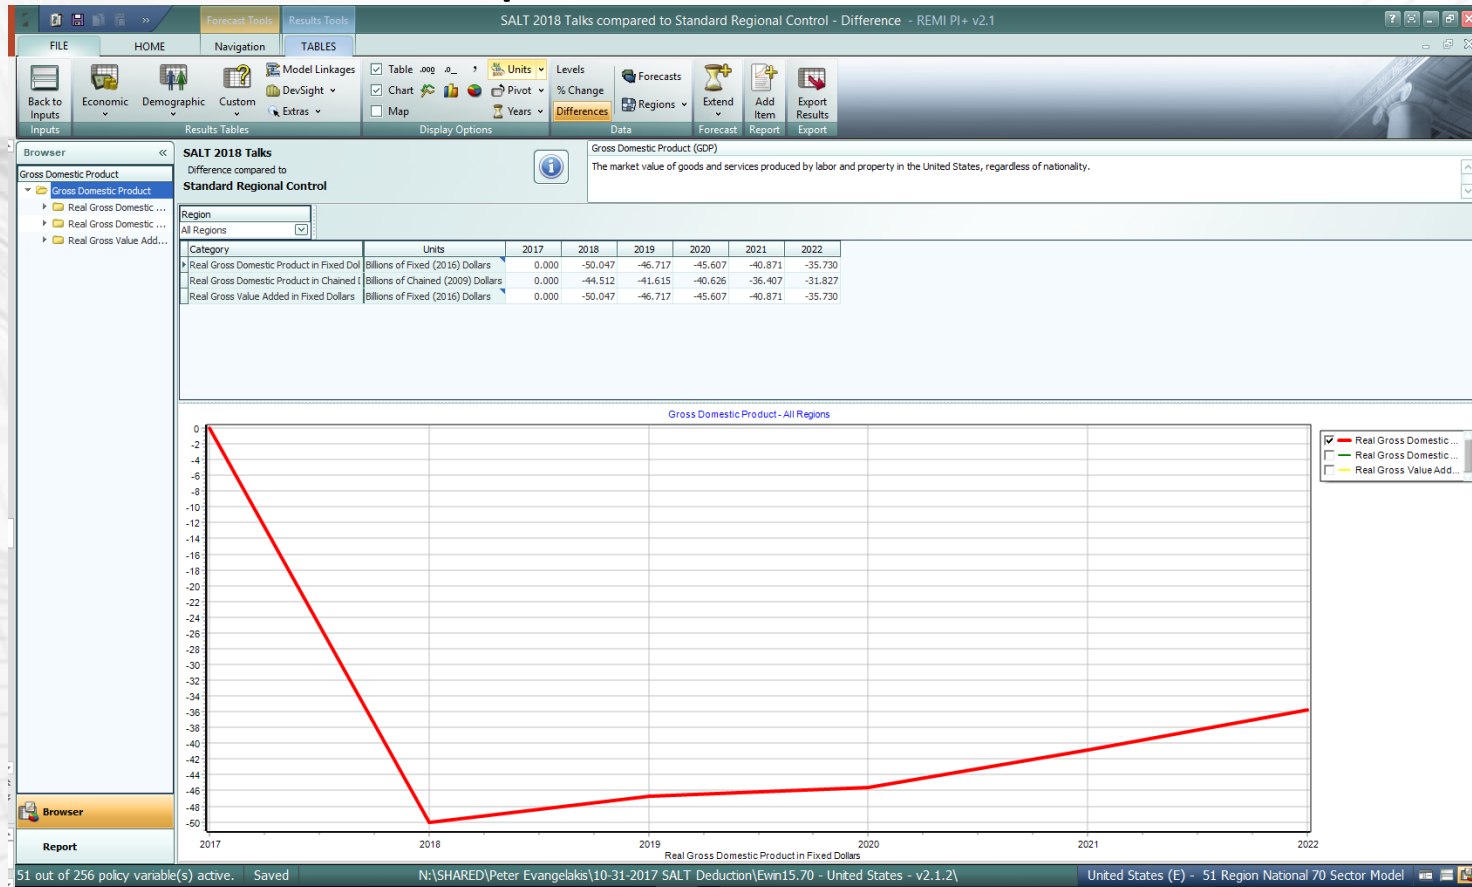 Forecast Tools Results Tools SALT 2018 Talks compared to Standard Regional Control - Difference - REMI PI+ v2.1
FILE HOME Navigation TABLES
Back to Inputs
Economic
Demographic
Custom
Model Linkages
DevSight
Extras
Table
Chart
Map
Units
Pivot
Years
Levels
% Change
Differences
Forecasts
Regions
Extend
Add Item
Export Results
Inputs Results Tables Display Options Data Forecast Report Export
Browser «
Gross Domestic Product
Gross Domestic Product
Real Gross Domestic ...
Real Gross Domestic ...
Real Gross Value Add...
SALT 2018 Talks
Difference compared to
Standard Regional Control
Gross Domestic Product (GDP)
The market value of goods and services produced by labor and property in the United States, regardless of nationality.
Region
All Regions
Category Units 2017 2018 2019 2020 2021 2022
Real Gross Domestic Product in Fixed Dol Billions of Fixed (2016) Dollars 0.000 -50.047 -46.717 -45.607 -40.871 -35.730
Real Gross Domestic Product in Chained D Billions of Chained (2009) Dollars 0.000 -44.512 -41.615 -40.626 -36.407 -31.827
Real Gross Value Added in Fixed Dollars Billions of Fixed (2016) Dollars 0.000 -50.047 -46.717 -45.607 -40.871 -35.730
Gross Domestic Product - All Regions
0
-2
-4
-6
-8
-10
-12
-14
-16
-18
-20
-22
-24
-26
-28
-30
-32
-34
-36
-38
-40
-42
-44
-46
-48
-50
2017 2018 2019 2020 2021 2022
Real Gross Domestic Product in Fixed Dollars
Real Gross Domestic ...
Real Gross Domestic ...
Real Gross Value Add...
Browser
Report
51 out of 256 policy variable(s) active. Saved N:\SHARED\Peter Evangelakis\10-31-2017 SALT Deduction\Ewin15.70 - United States - v2.1.2\ United States (E) - 51 Region National 70 Sector Model